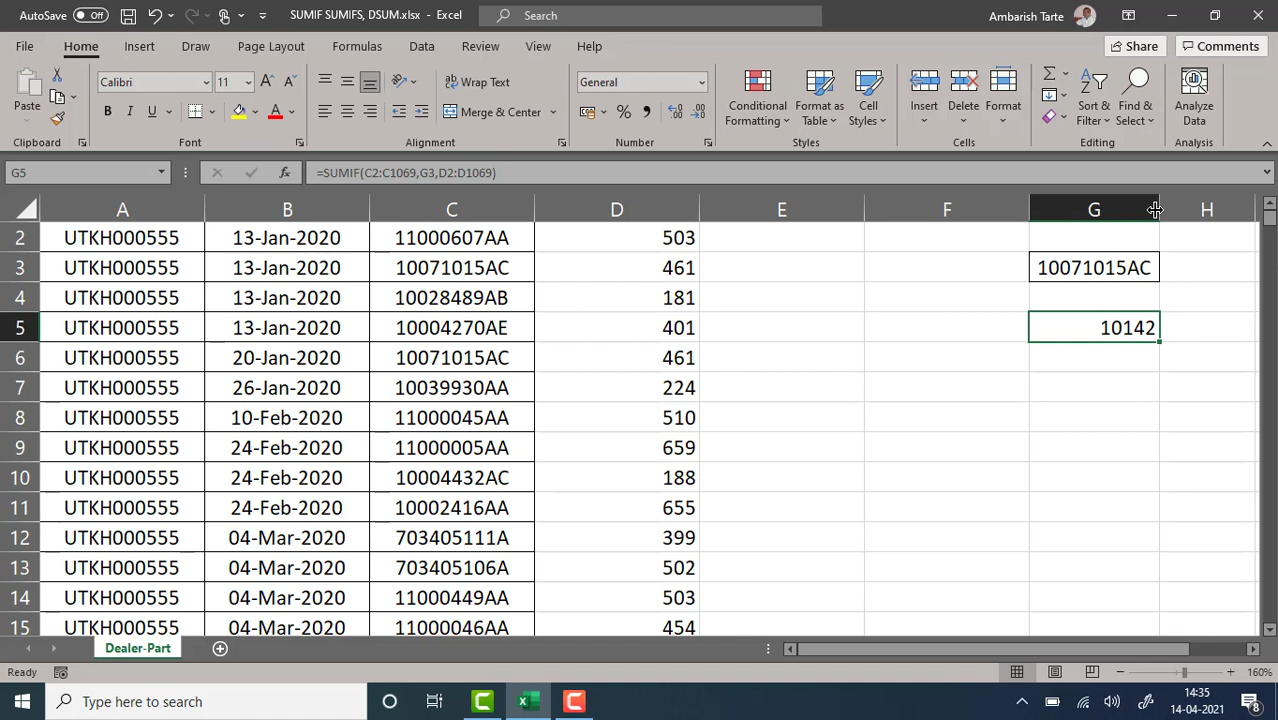 AutoSave Off SUMIF SUMIFS, DSUM.xlsx - Excel Search Ambarish Tarte
File Home Insert Draw Page Layout Formulas Data Review View Help Share Comments
Paste Calibri 11 Wrap Text General Conditional Formatting Format as Table Cell Styles Insert Delete Format Sort & Filter Find & Select Analyze Data
B I U A Merge & Center % ,
Clipboard Font Alignment Number Styles Cells Editing Analysis
G5 fx =SUMIF(C2:C1069,G3,D2:D1069)
A B C D E F G H
2 UTKH000555 13-Jan-2020 11000607AA 503
3 UTKH000555 13-Jan-2020 10071015AC 461 10071015AC
4 UTKH000555 13-Jan-2020 10028489AB 181
5 UTKH000555 13-Jan-2020 10004270AE 401 10142
6 UTKH000555 20-Jan-2020 10071015AC 461
7 UTKH000555 26-Jan-2020 10039930AA 224
8 UTKH000555 10-Feb-2020 11000045AA 510
9 UTKH000555 24-Feb-2020 11000005AA 659
10 UTKH000555 24-Feb-2020 10004432AC 188
11 UTKH000555 24-Feb-2020 10002416AA 655
12 UTKH000555 04-Mar-2020 703405111A 399
13 UTKH000555 04-Mar-2020 703405106A 502
14 UTKH000555 04-Mar-2020 11000449AA 503
15 UTKH000555 04-Mar-2020 11000046AA 454
Dealer-Part
Ready 160%
Type here to search 14:35
14-04-2021 8